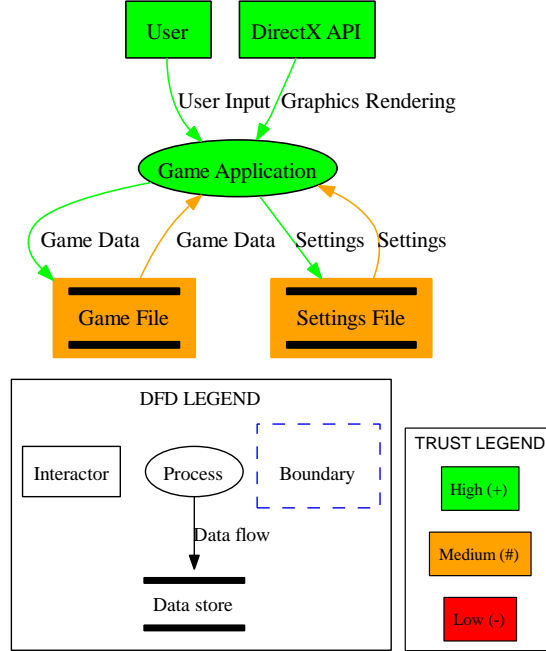 User
DirectX API
User Input
Graphics Rendering
Game Application
Game Data
Game Data
Settings
Settings
Game File
Settings File
DFD LEGEND
Interactor
Process
Boundary
Data flow
Data store
TRUST LEGEND
High (+)
Medium (#)
Low (-)